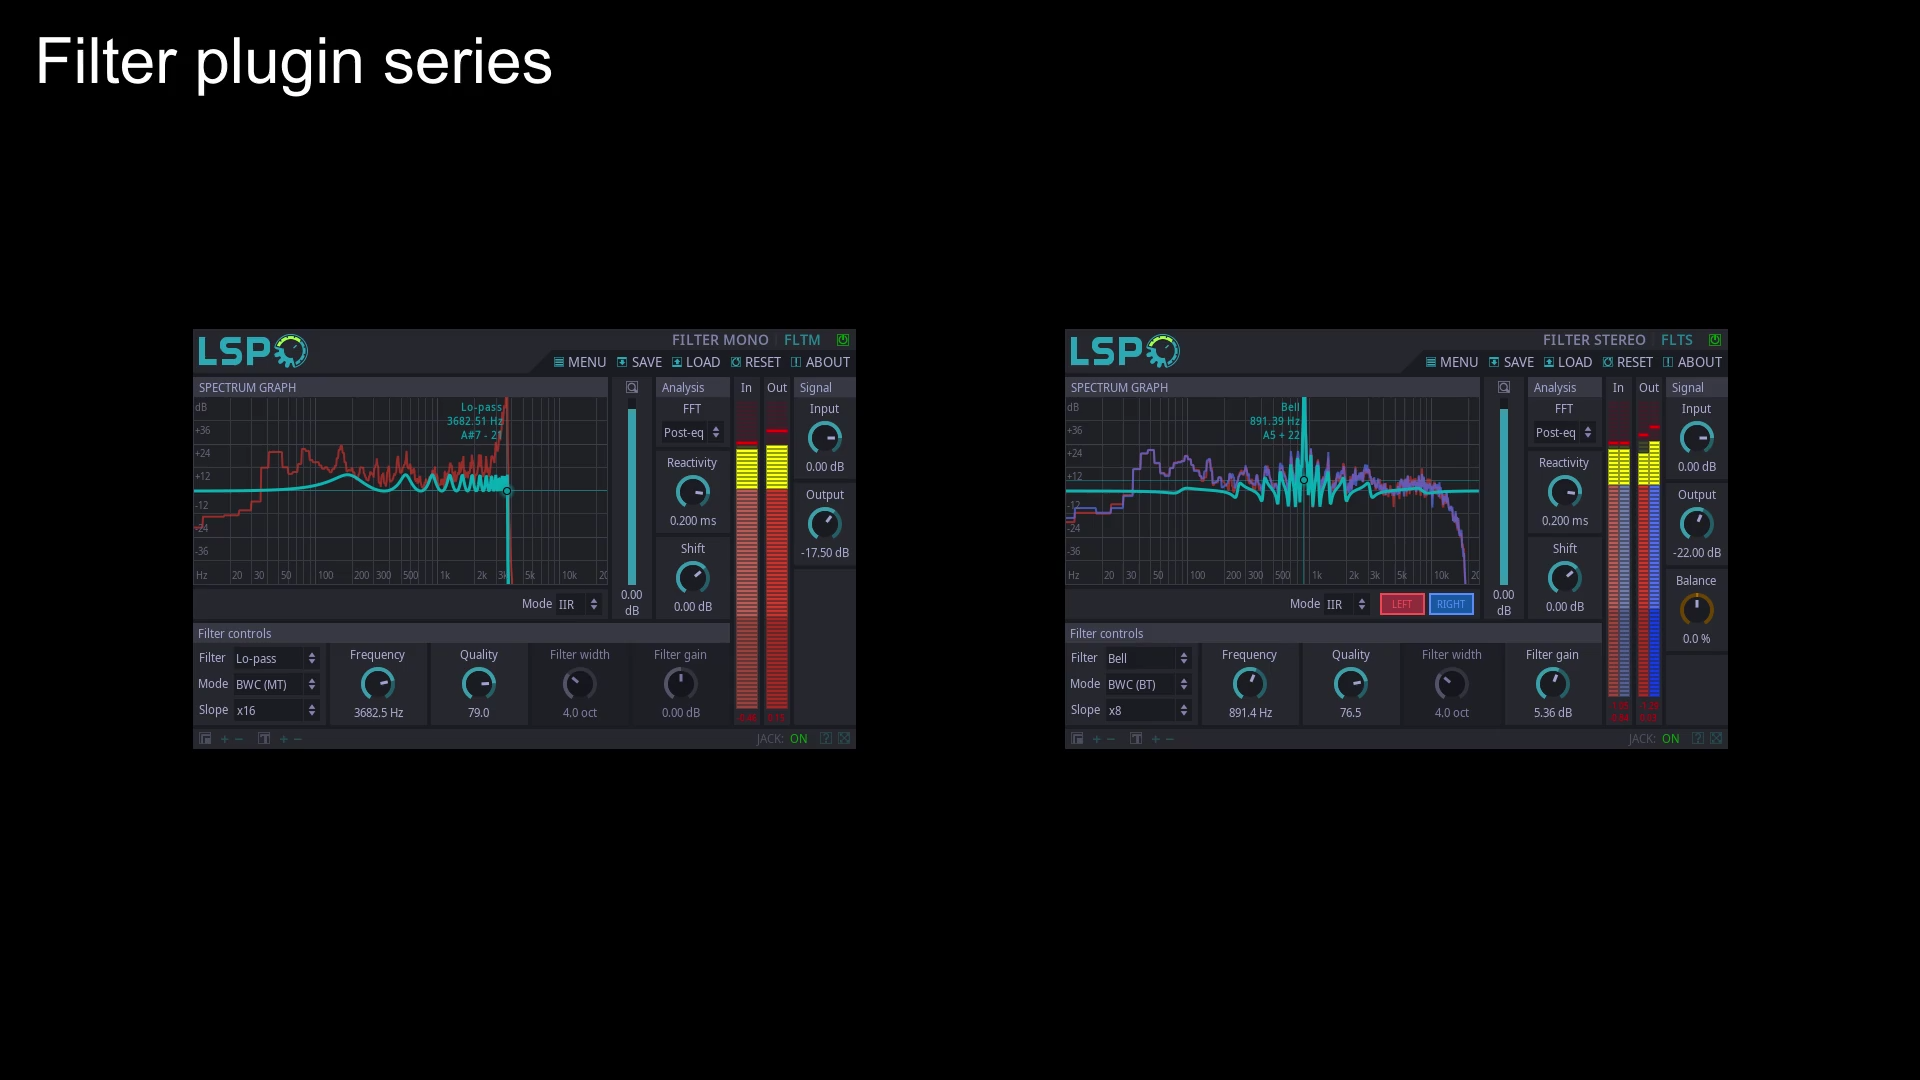 Filter plugin series
LSP
FILTER MONO FLTM
MENU SAVE LOAD RESET ABOUT
SPECTRUM GRAPH
dB
+36
+24
+12
-12
-24
-36
Hz 20 30 50 100 200 300 500 1k 2k 3k 5k 10k 20
Lo-pass
3682.51 Hz
A#7 - 21
Mode IIR
0.00
dB
Analysis
FFT
Post-eq
Reactivity
0.200 ms
Shift
0.00 dB
In Out
Signal
Input
0.00 dB
Output
-17.50 dB
Filter controls
Filter Lo-pass
Mode BWC (MT)
Slope x16
Frequency
3682.5 Hz
Quality
79.0
Filter width
4.0 oct
Filter gain
0.00 dB
+ - + -
JACK: ON
LSP
FILTER STEREO FLTS
MENU SAVE LOAD RESET ABOUT
SPECTRUM GRAPH
dB
+36
+24
+12
-12
-24
-36
Hz 20 30 50 100 200 300 500 1k 2k 3k 5k 10k 20
Bell
891.39 Hz
A5 + 22
Mode IIR LEFT RIGHT
0.00
dB
Analysis
FFT
Post-eq
Reactivity
0.200 ms
Shift
0.00 dB
In Out
Signal
Input
0.00 dB
Output
-22.00 dB
Balance
0.0 %
Filter controls
Filter Bell
Mode BWC (BT)
Slope x8
Frequency
891.4 Hz
Quality
76.5
Filter width
4.0 oct
Filter gain
5.36 dB
+ - + -
JACK: ON